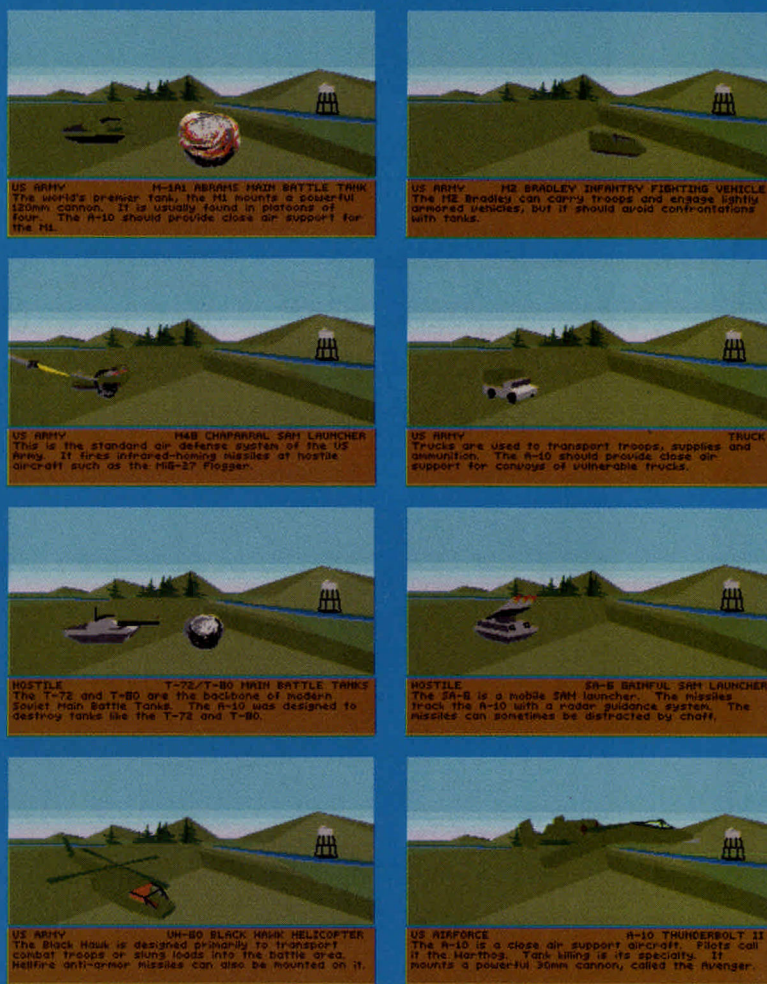 US ARMY M-1A1 ABRAMS MAIN BATTLE TANK
The world's premier tank, the M1 mounts a powerful
120mm cannon. It is usually found in platoons of
four. The A-10 should provide close air support for
the M1.
US ARMY M2 BRADLEY INFANTRY FIGHTING VEHICLE
The M2 Bradley can carry troops and engage lightly
armored vehicles, but it should avoid confrontations
with tanks.
US ARMY M48 CHAPARRAL SAM LAUNCHER
This is the standard air defense system of the US
Army. It fires infrared-homing missiles at hostile
aircraft such as the MiG-27 Flogger.
US ARMY TRUCK
Trucks are used to transport troops, supplies and
ammunition. The A-10 should provide close air
support for convoys of vulnerable trucks.
HOSTILE T-72/T-80 MAIN BATTLE TANKS
The T-72 and T-80 are the backbone of modern
Soviet Main Battle Tanks. The A-10 was designed to
destroy tanks like the T-72 and T-80.
HOSTILE SA-6 GAINFUL SAM LAUNCHER
The SA-6 is a mobile SAM launcher. The missiles
track the A-10 with a radar guidance system. The
missiles can sometimes be distracted by chaff.
US ARMY UH-60 BLACK HAWK HELICOPTER
The Black Hawk is designed primarily to transport
combat troops or slung loads into the battle area.
Hellfire anti-armor missiles can also be mounted on it.
US AIRFORCE A-10 THUNDERBOLT II
The A-10 is a close air support aircraft. Pilots call
it the Warthog. Tank killing is its specialty. It
mounts a powerful 30mm cannon, called the Avenger.